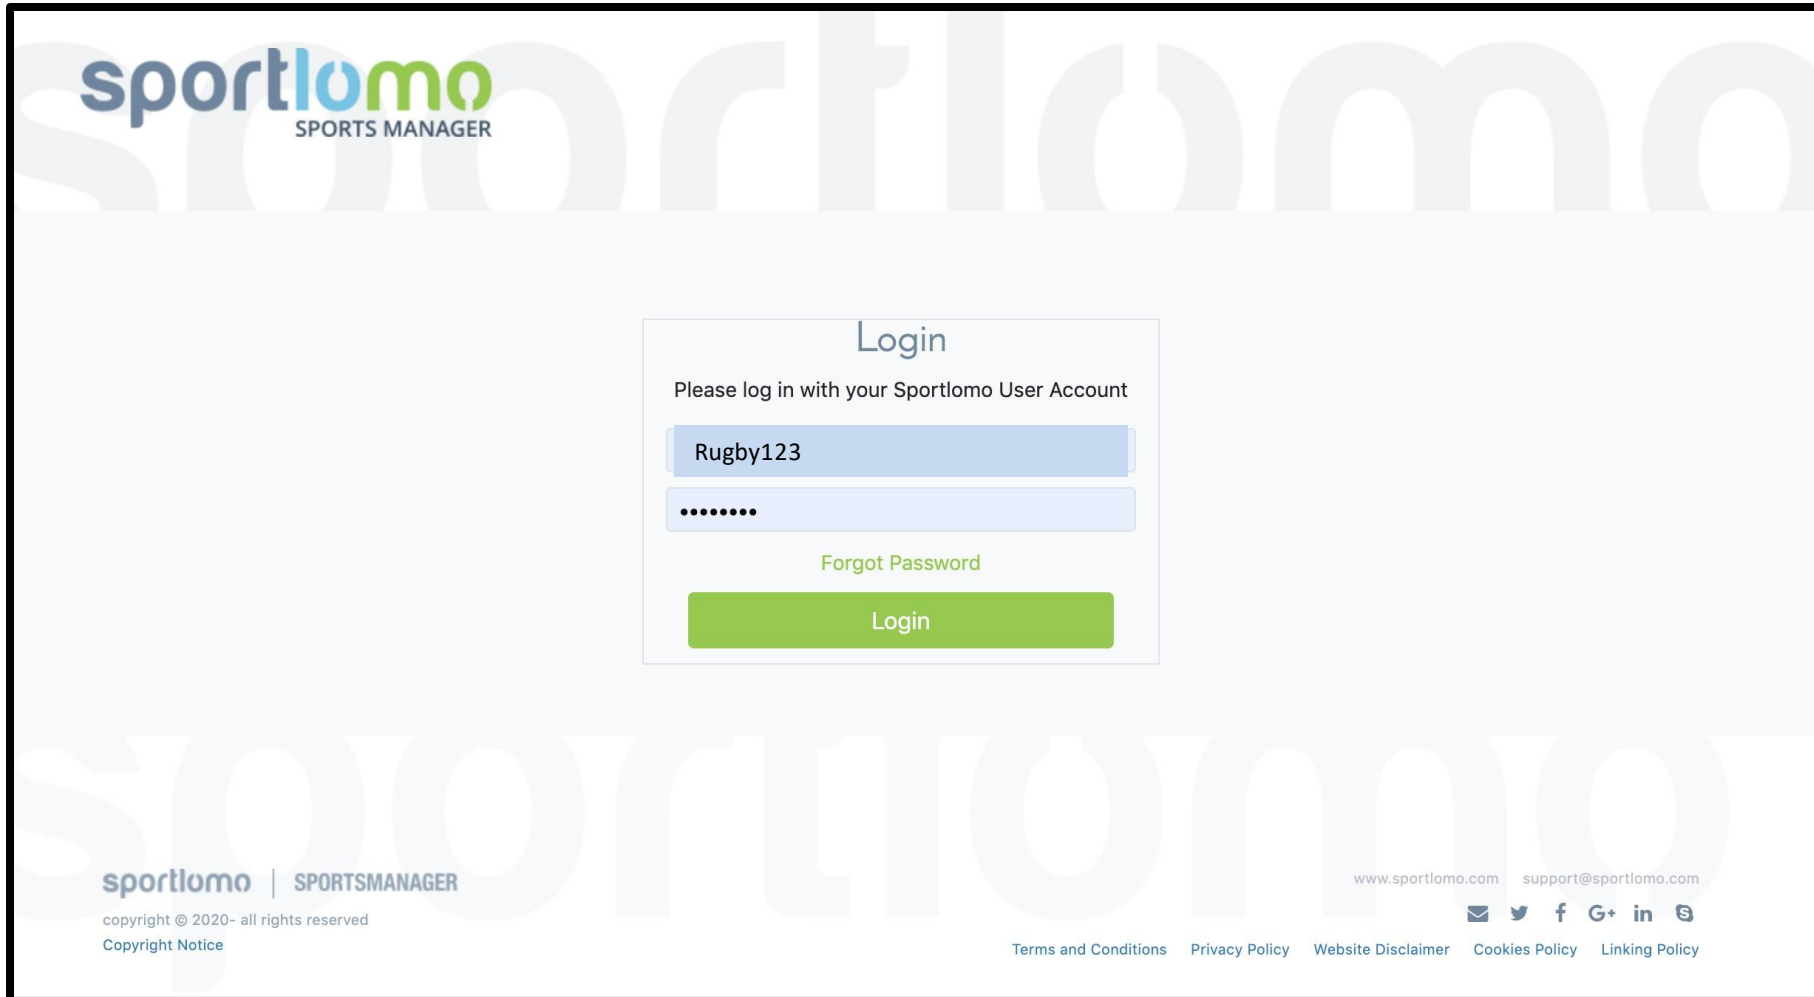 sportlomo
SPORTS MANAGER
sportlomo
Login
Please log in with your Sportlomo User Account
Rugby123
••••••••
Forgot Password
Login
sportlomo
sportlomo | SPORTSMANAGER
copyright © 2020- all rights reserved
Copyright Notice
www.sportlomo.com support@sportlomo.com
Terms and Conditions Privacy Policy Website Disclaimer Cookies Policy Linking Policy